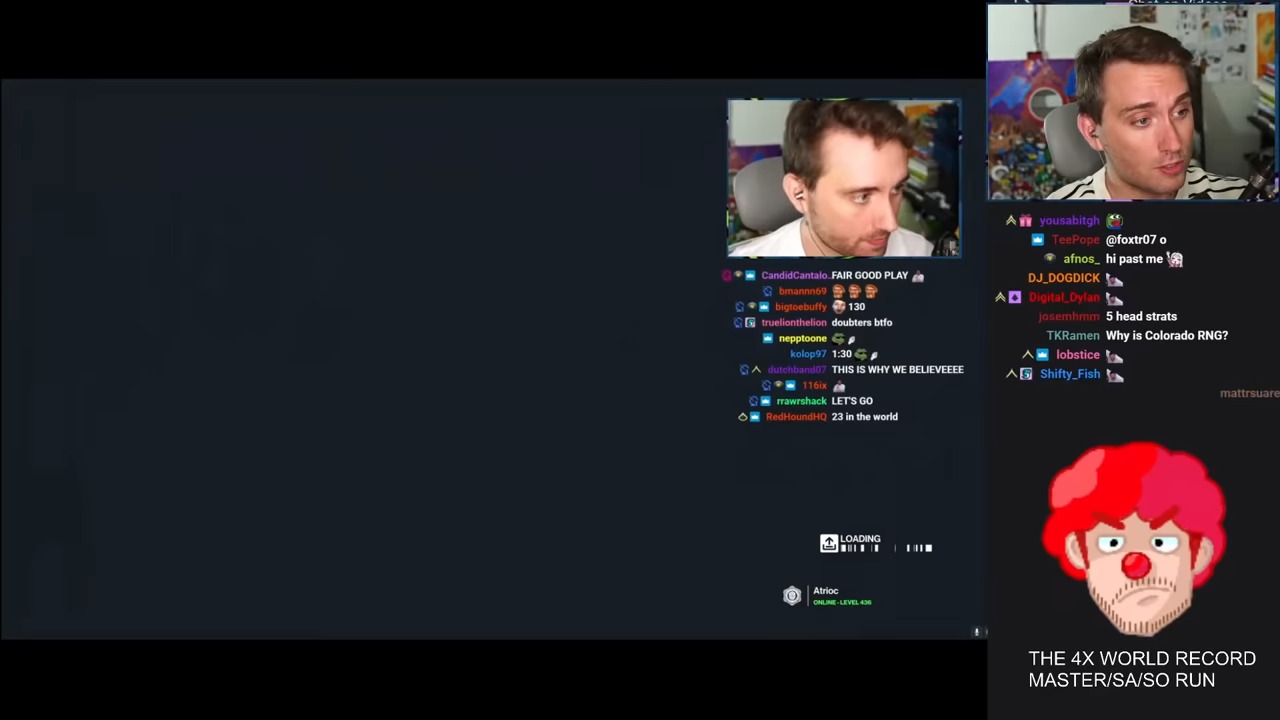 yousabitgh
TeePope @foxtr07 o
afnos_ hi past me
DJ_DOGDICK
Digital_Dylan
josemhmm 5 head strats
TKRamen Why is Colorado RNG?
lobstice
Shifty_Fish
mattrsuare
CandidCantalo.. FAIR GOOD PLAY
bmannn69
bigtoebuffy 130
truelionthelion doubters btfo
nepptoone
kolop97 1:30
dutchband07 THIS IS WHY WE BELIEVEEEE
116ix
rrawrshack LET'S GO
RedHoundHQ 23 in the world
LOADING
Atrioc
ONLINE - LEVEL 436
THE 4X WORLD RECORD
MASTER/SA/SO RUN